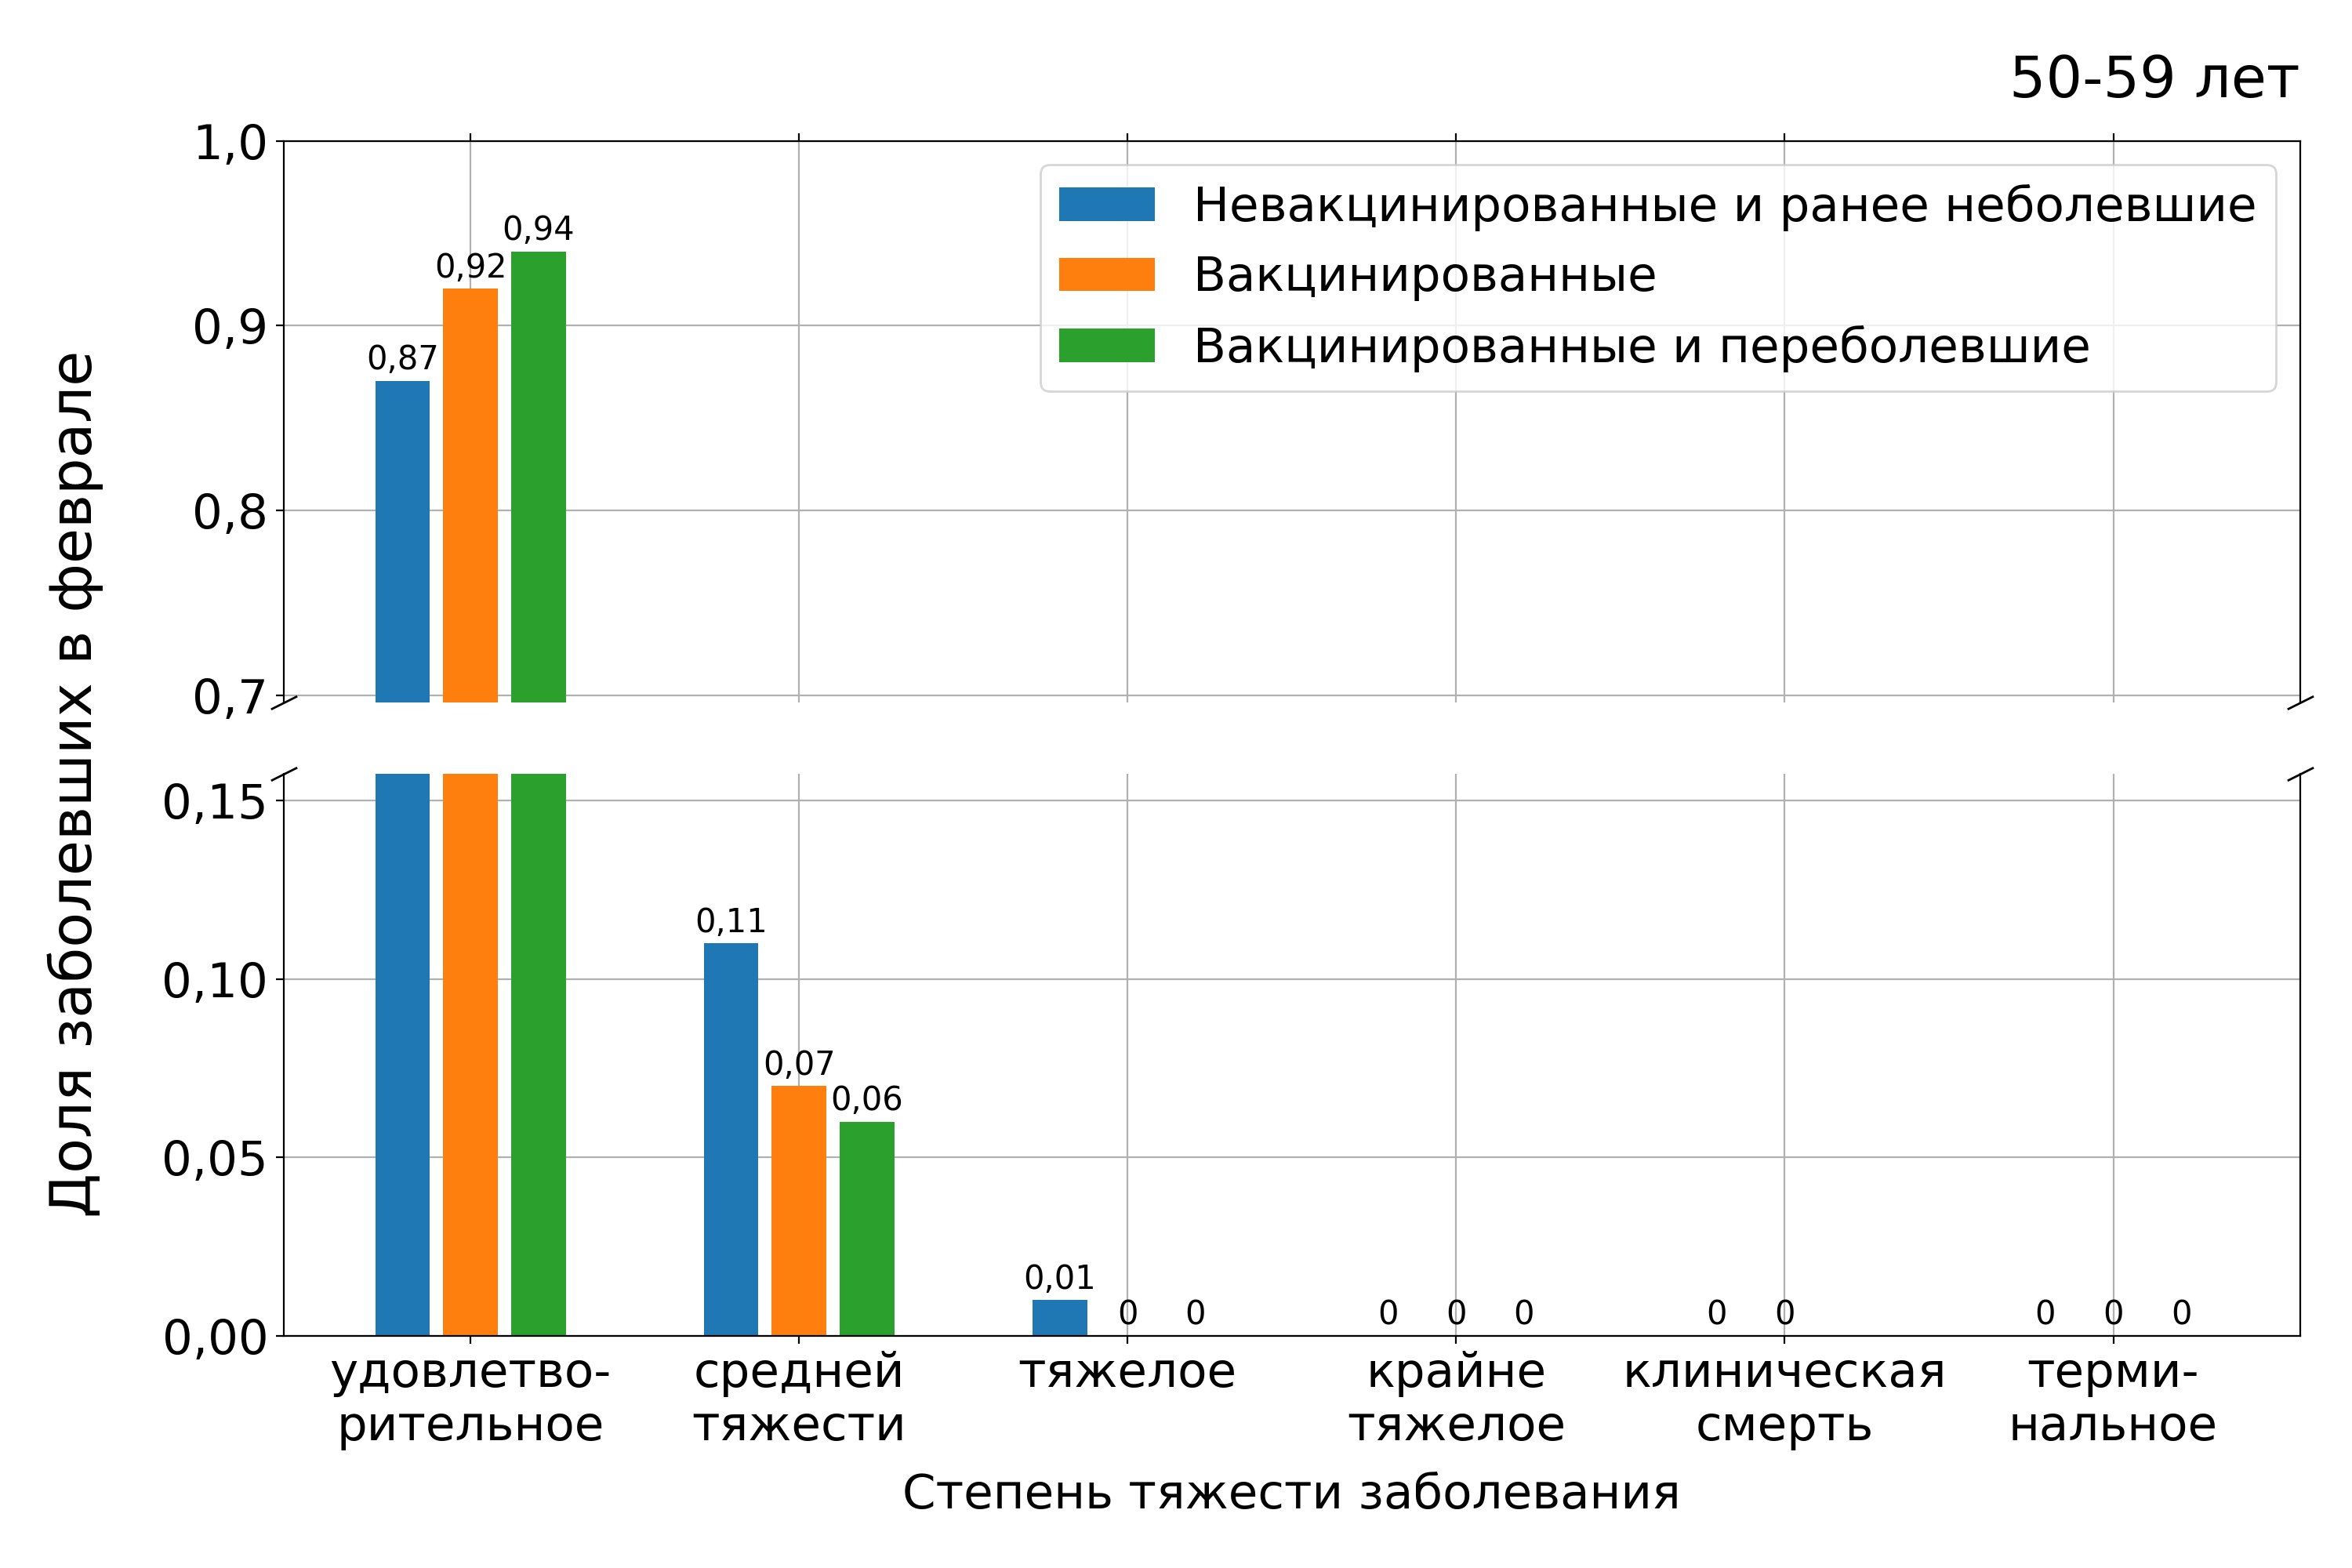 50-59 лет
Доля заболевших в феврале
1,0
0,9
0,8
0,7
0,15
0,10
0,05
0,00
Невакцинированные и ранее неболевшие
Вакцинированные
Вакцинированные и переболевшие
0,87
0,92
0,94
0,11
0,07
0,06
0,01
0
0
0
0
0
0
0
0
0
0
удовлетво-
рительное
средней
тяжести
тяжелое
крайне
тяжелое
клиническая
смерть
терми-
нальное
Степень тяжести заболевания